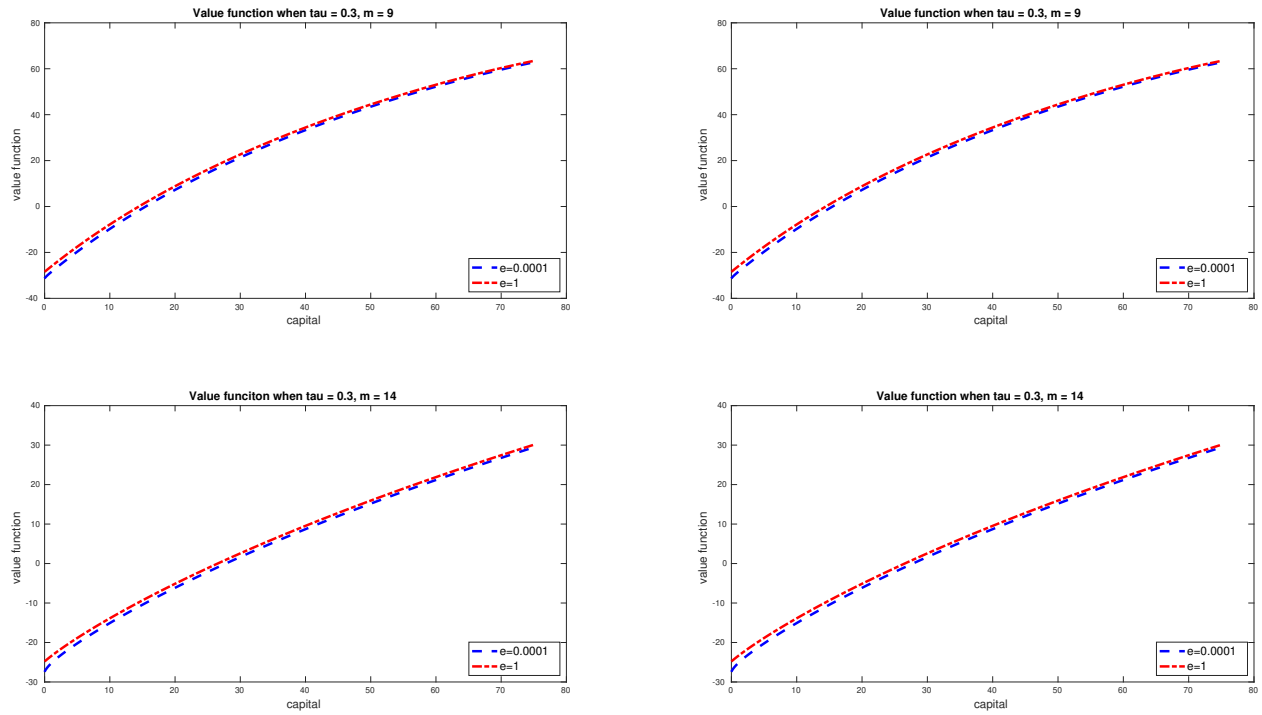 Value function when tau = 0.3, m = 9
80
60
40
20
0
-20
-40
value function
0 10 20 30 40 50 60 70 80
capital
e=0.0001
e=1
Value function when tau = 0.3, m = 9
80
60
40
20
0
-20
-40
value function
0 10 20 30 40 50 60 70 80
capital
e=0.0001
e=1
Value funciton when tau = 0.3, m = 14
40
30
20
10
0
-10
-20
-30
value function
0 10 20 30 40 50 60 70 80
capital
e=0.0001
e=1
Value function when tau = 0.3, m = 14
40
30
20
10
0
-10
-20
-30
value function
0 10 20 30 40 50 60 70 80
capital
e=0.0001
e=1